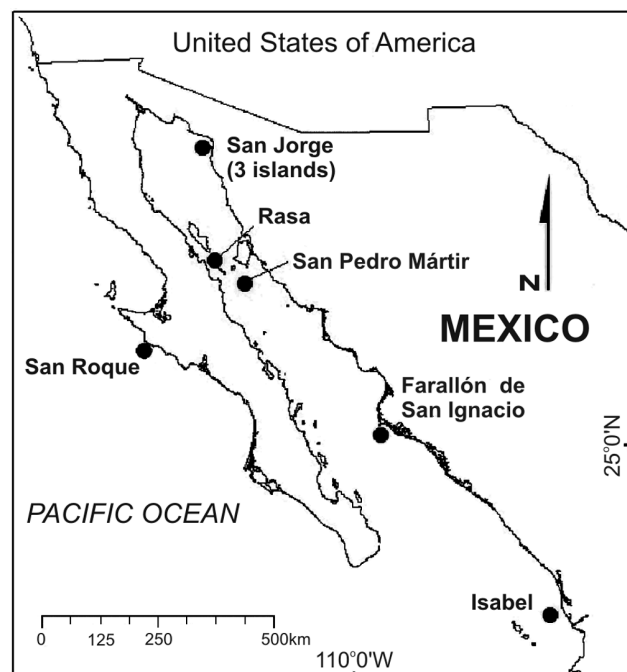 United States of America
San Jorge
(3 islands)
Rasa
San Pedro Mártir
N
MEXICO
San Roque
Farallón de
San Ignacio
25°0'N
PACIFIC OCEAN
Isabel
0 125 250 500km
110°0'W